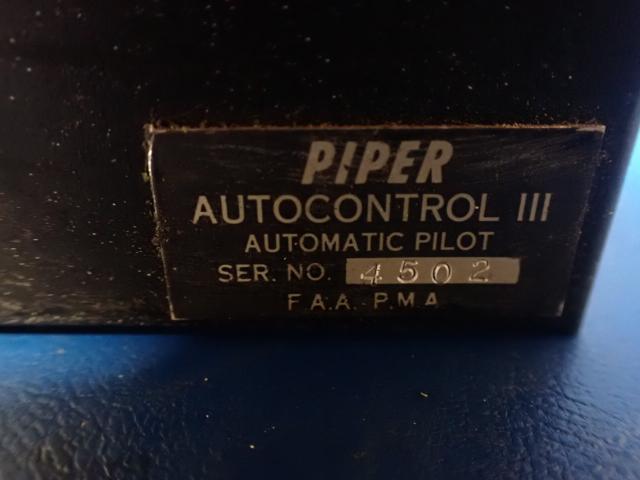 PIPER
AUTOCONTROL III
AUTOMATIC PILOT
SER. NO. 4502
F.A.A.-P.M.A